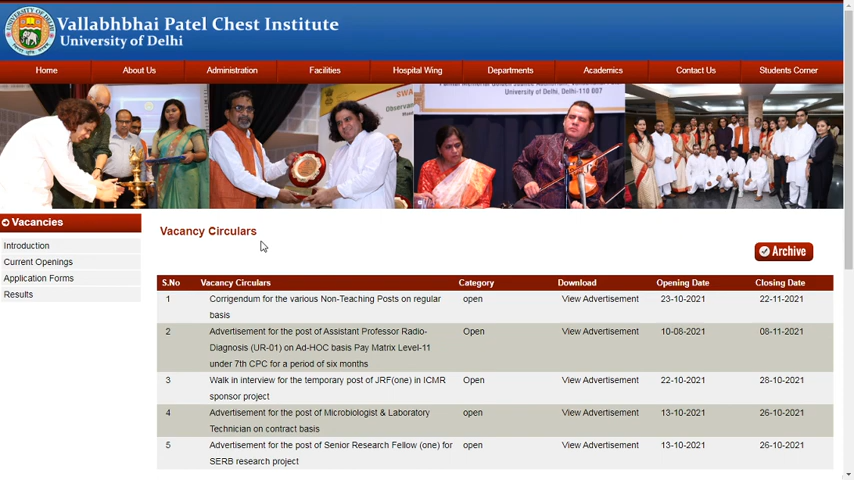 Vallabhbhai Patel Chest Institute
University of Delhi
Home
About Us
Administration
Facilities
Hospital Wing
Departments
Academics
Contact Us
Students Corner
University of Delhi, Delhi-110 007
Vacancies
Introduction
Current Openings
Application Forms
Results
Vacancy Circulars
Archive
S.No Vacancy Circulars Category Download Opening Date Closing Date
1 Corrigendum for the various Non-Teaching Posts on regular open View Advertisement 23-10-2021 22-11-2021
basis
2 Advertisement for the post of Assistant Professor Radio- Open View Advertisement 10-08-2021 08-11-2021
Diagnosis (UR-01) on Ad-HOC basis Pay Matrix Level-11
under 7th CPC for a period of six months
3 Walk in interview for the temporary post of JRF(one) in ICMR Open View Advertisement 22-10-2021 28-10-2021
sponsor project
4 Advertisement for the post of Microbiologist & Laboratory open View Advertisement 13-10-2021 26-10-2021
Technician on contract basis
5 Advertisement for the post of Senior Research Fellow (one) for open View Advertisement 13-10-2021 26-10-2021
SERB research project